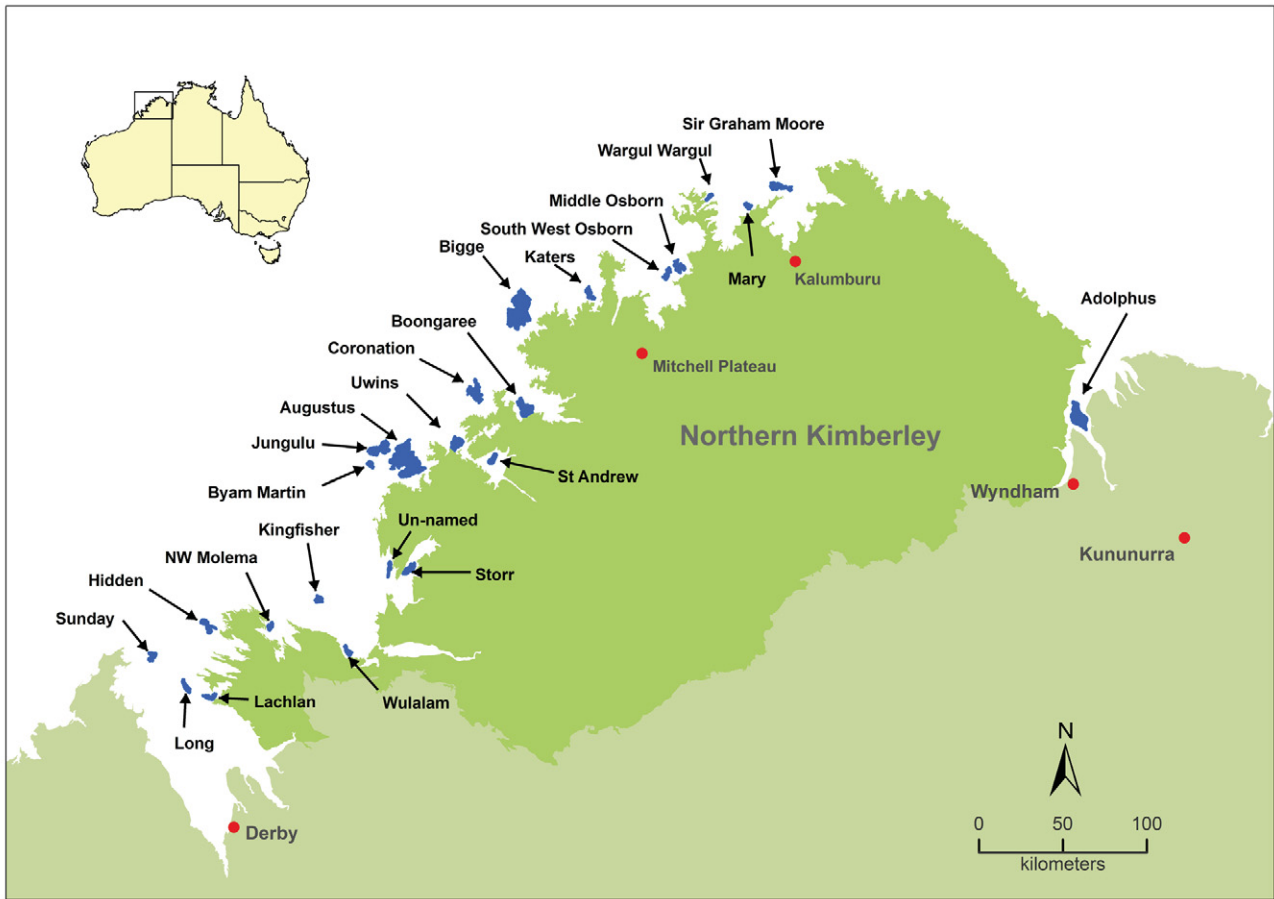 Sir Graham Moore
Wargul Wargul
Middle Osborn
South West Osborn
Katers
Bigge
Mary
Kalumburu
Adolphus
Boongaree
Coronation
Mitchell Plateau
Uwins
Augustus
Northern Kimberley
Jungulu
St Andrew
Byam Martin
Wyndham
Un-named
Kingfisher
NW Molema
Kununurra
Storr
Hidden
Sunday
Lachlan
Wulalam
Long
N
Derby
0 50 100
kilometers